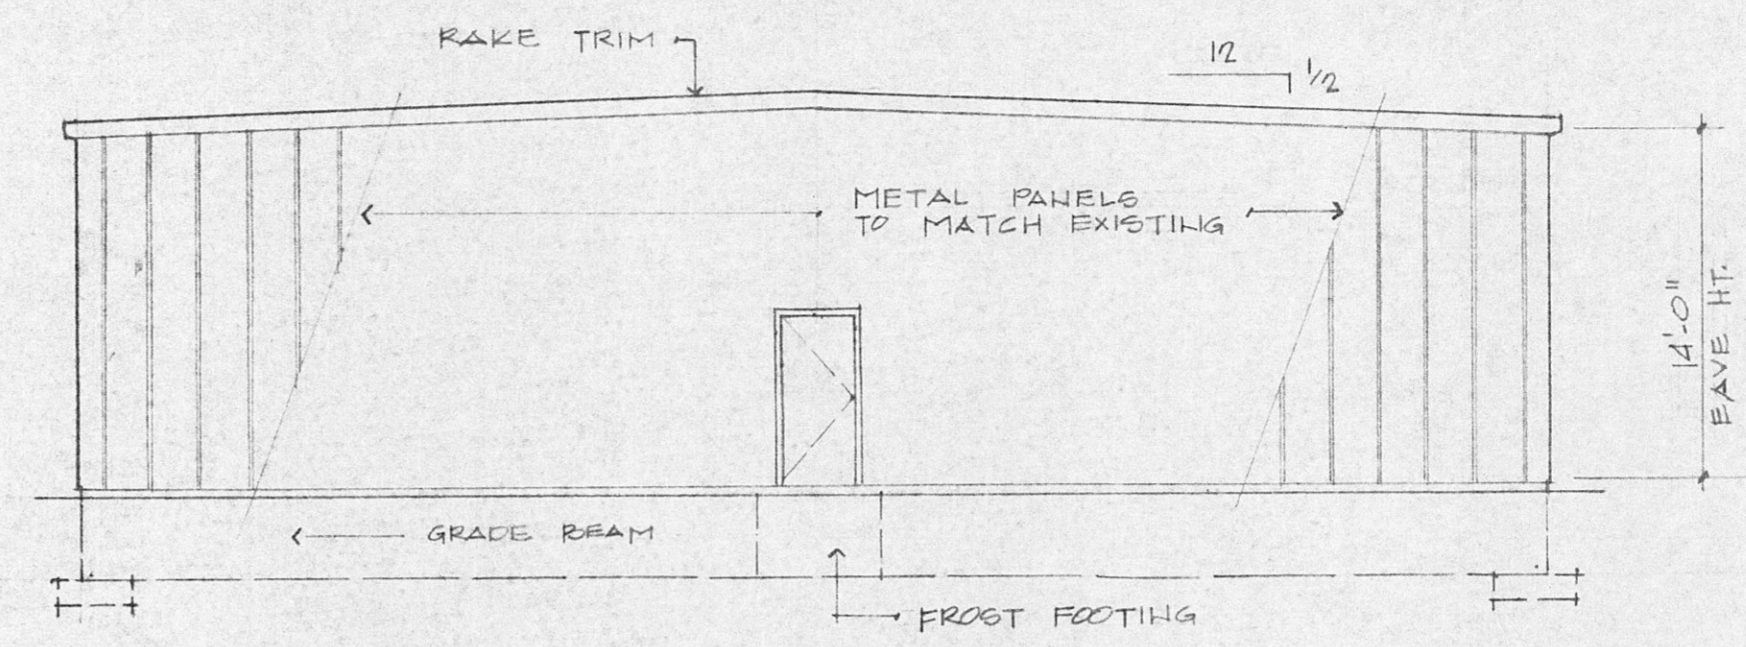 RAKE TRIM
12
1/2
METAL PANELS
TO MATCH EXISTING
14'-0"
EAVE HT.
GRADE BEAM
FROST FOOTING